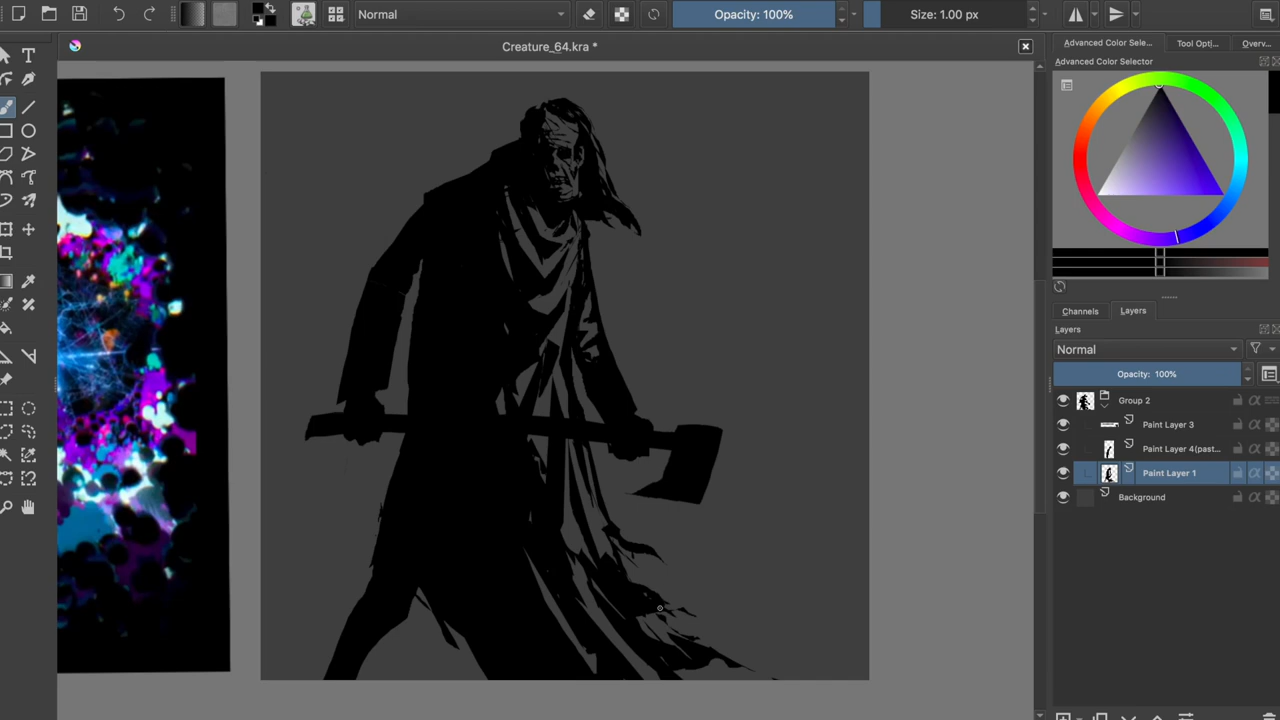 Normal
Opacity: 100%
Size: 1.00 px
Creature_64.kra *
Advanced Color Sele...
Tool Opti...
Overv...
Advanced Color Selector
Channels
Layers
Layers
Normal
Opacity: 100%
Group 2
Paint Layer 3
Paint Layer 4(past...
Paint Layer 1
Background